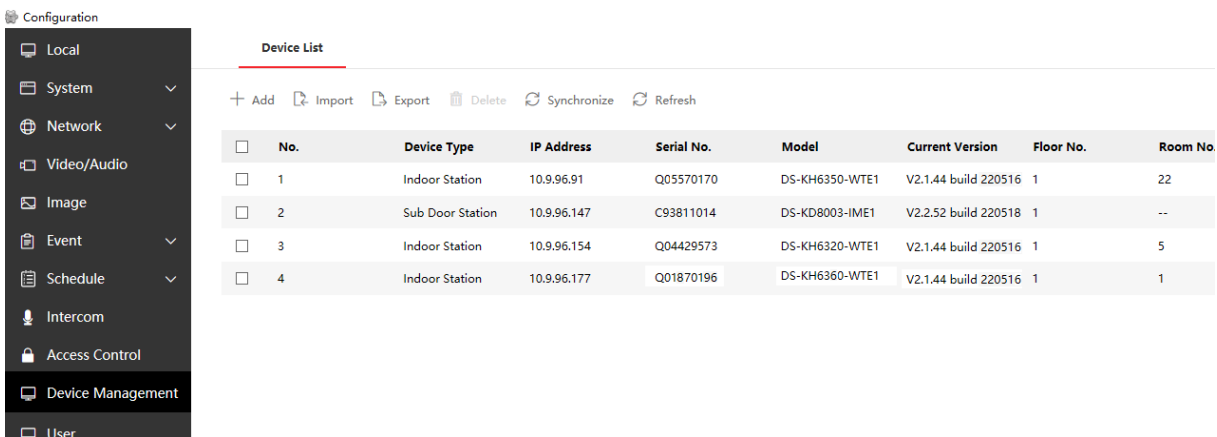 Configuration
Local
System
Network
Video/Audio
Image
Event
Schedule
Intercom
Access Control
Device Management
User
Device List
Add Import Export Delete Synchronize Refresh
No. Device Type IP Address Serial No. Model Current Version Floor No. Room No.
1 Indoor Station 10.9.96.91 Q05570170 DS-KH6350-WTE1 V2.1.44 build 220516 1 22
2 Sub Door Station 10.9.96.147 C93811014 DS-KD8003-IME1 V2.2.52 build 220518 1 --
3 Indoor Station 10.9.96.154 Q04429573 DS-KH6320-WTE1 V2.1.44 build 220516 1 5
4 Indoor Station 10.9.96.177 Q01870196 DS-KH6360-WTE1 V2.1.44 build 220516 1 1